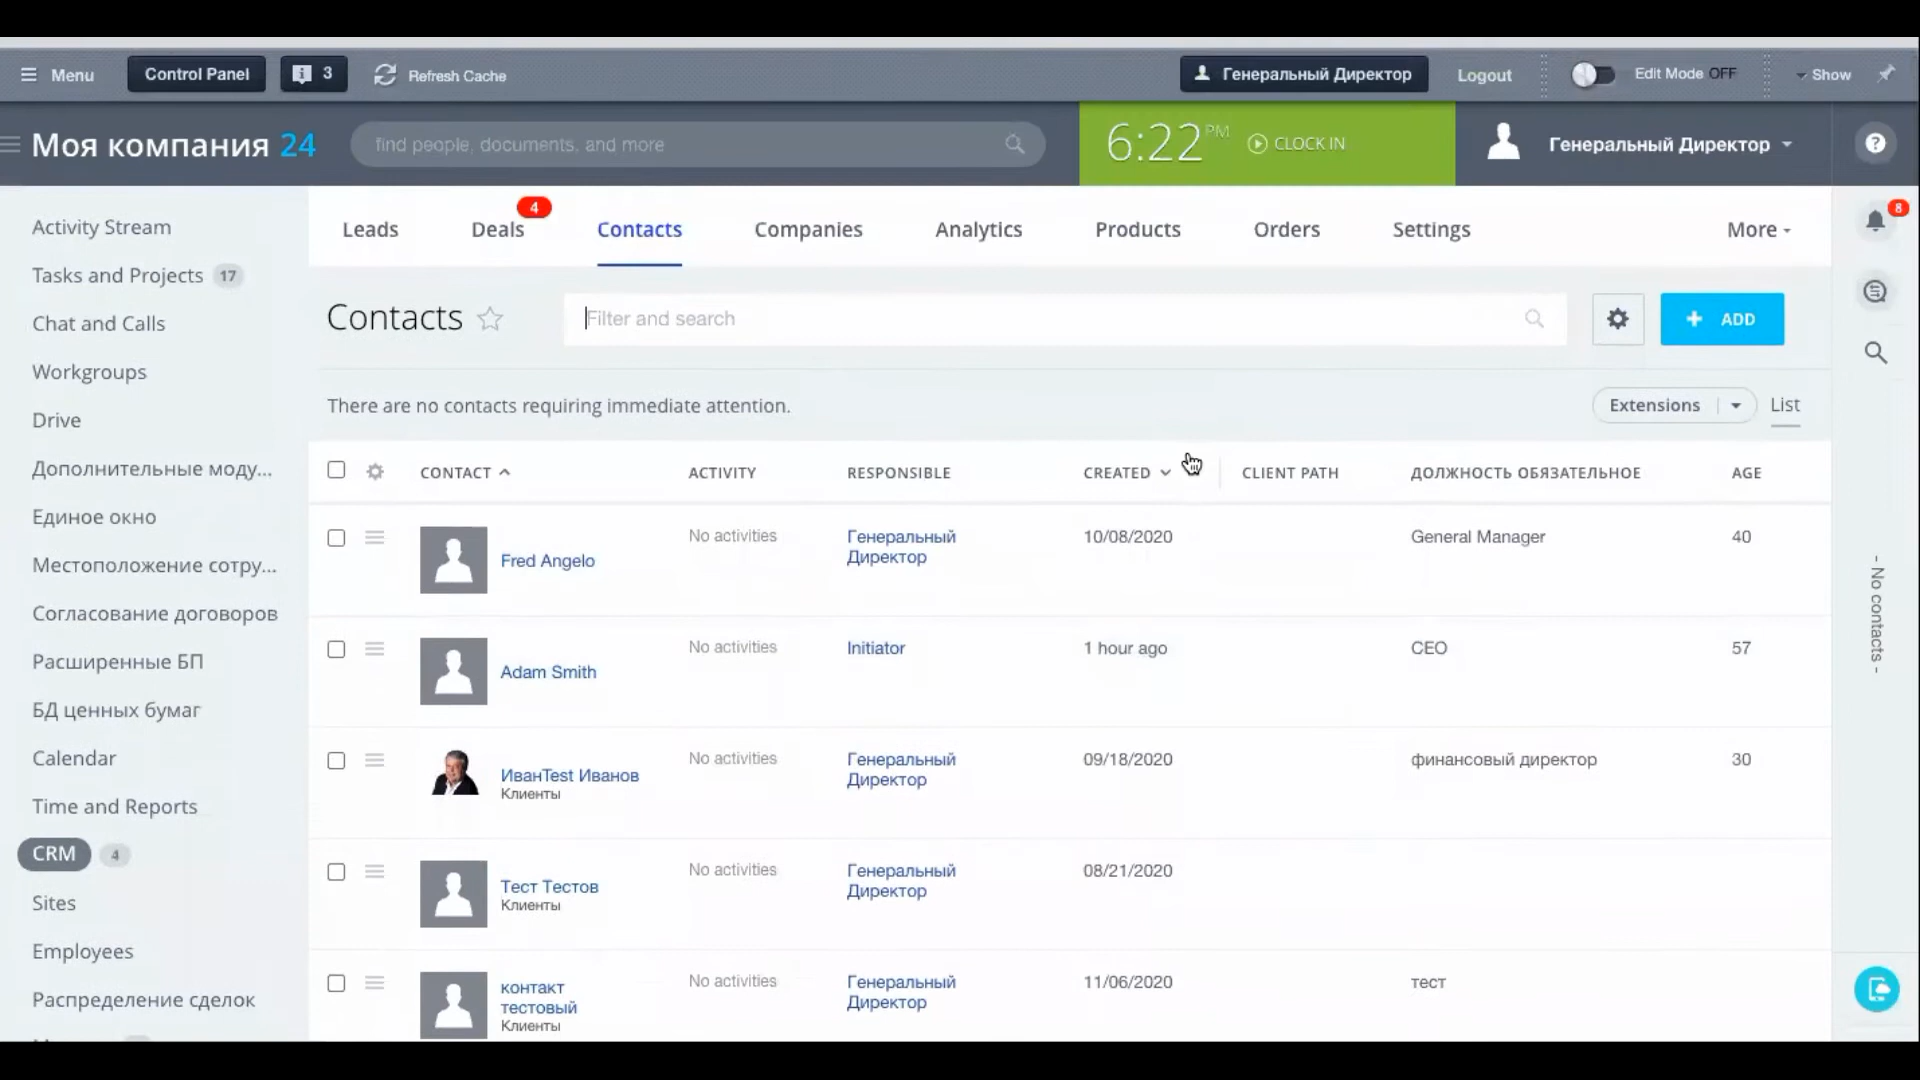 Menu
Control Panel
3
Refresh Cache
Генеральный Директор
Logout
Edit Mode OFF
Show
Моя компания 24
find people, documents, and more
6:22 PM
CLOCK IN
Генеральный Директор
?
Activity Stream
Tasks and Projects 17
Chat and Calls
Workgroups
Drive
Дополнительные моду...
Единое окно
Местоположение сотру...
Согласование договоров
Расширенные БП
БД ценных бумаг
Calendar
Time and Reports
CRM 4
Sites
Employees
Распределение сделок
Leads
Deals
4
Contacts
Companies
Analytics
Products
Orders
Settings
More
8
Contacts
Filter and search
+ ADD
There are no contacts requiring immediate attention.
Extensions
List
CONTACT
ACTIVITY
RESPONSIBLE
CREATED
CLIENT PATH
ДОЛЖНОСТЬ ОБЯЗАТЕЛЬНОЕ
AGE
Fred Angelo
No activities
Генеральный
Директор
10/08/2020
General Manager
40
Adam Smith
No activities
Initiator
1 hour ago
CEO
57
ИванTest Иванов
Клиенты
No activities
Генеральный
Директор
09/18/2020
финансовый директор
30
Тест Тестов
Клиенты
No activities
Генеральный
Директор
08/21/2020
контакт
тестовый
Клиенты
No activities
Генеральный
Директор
11/06/2020
тест
- No contacts -